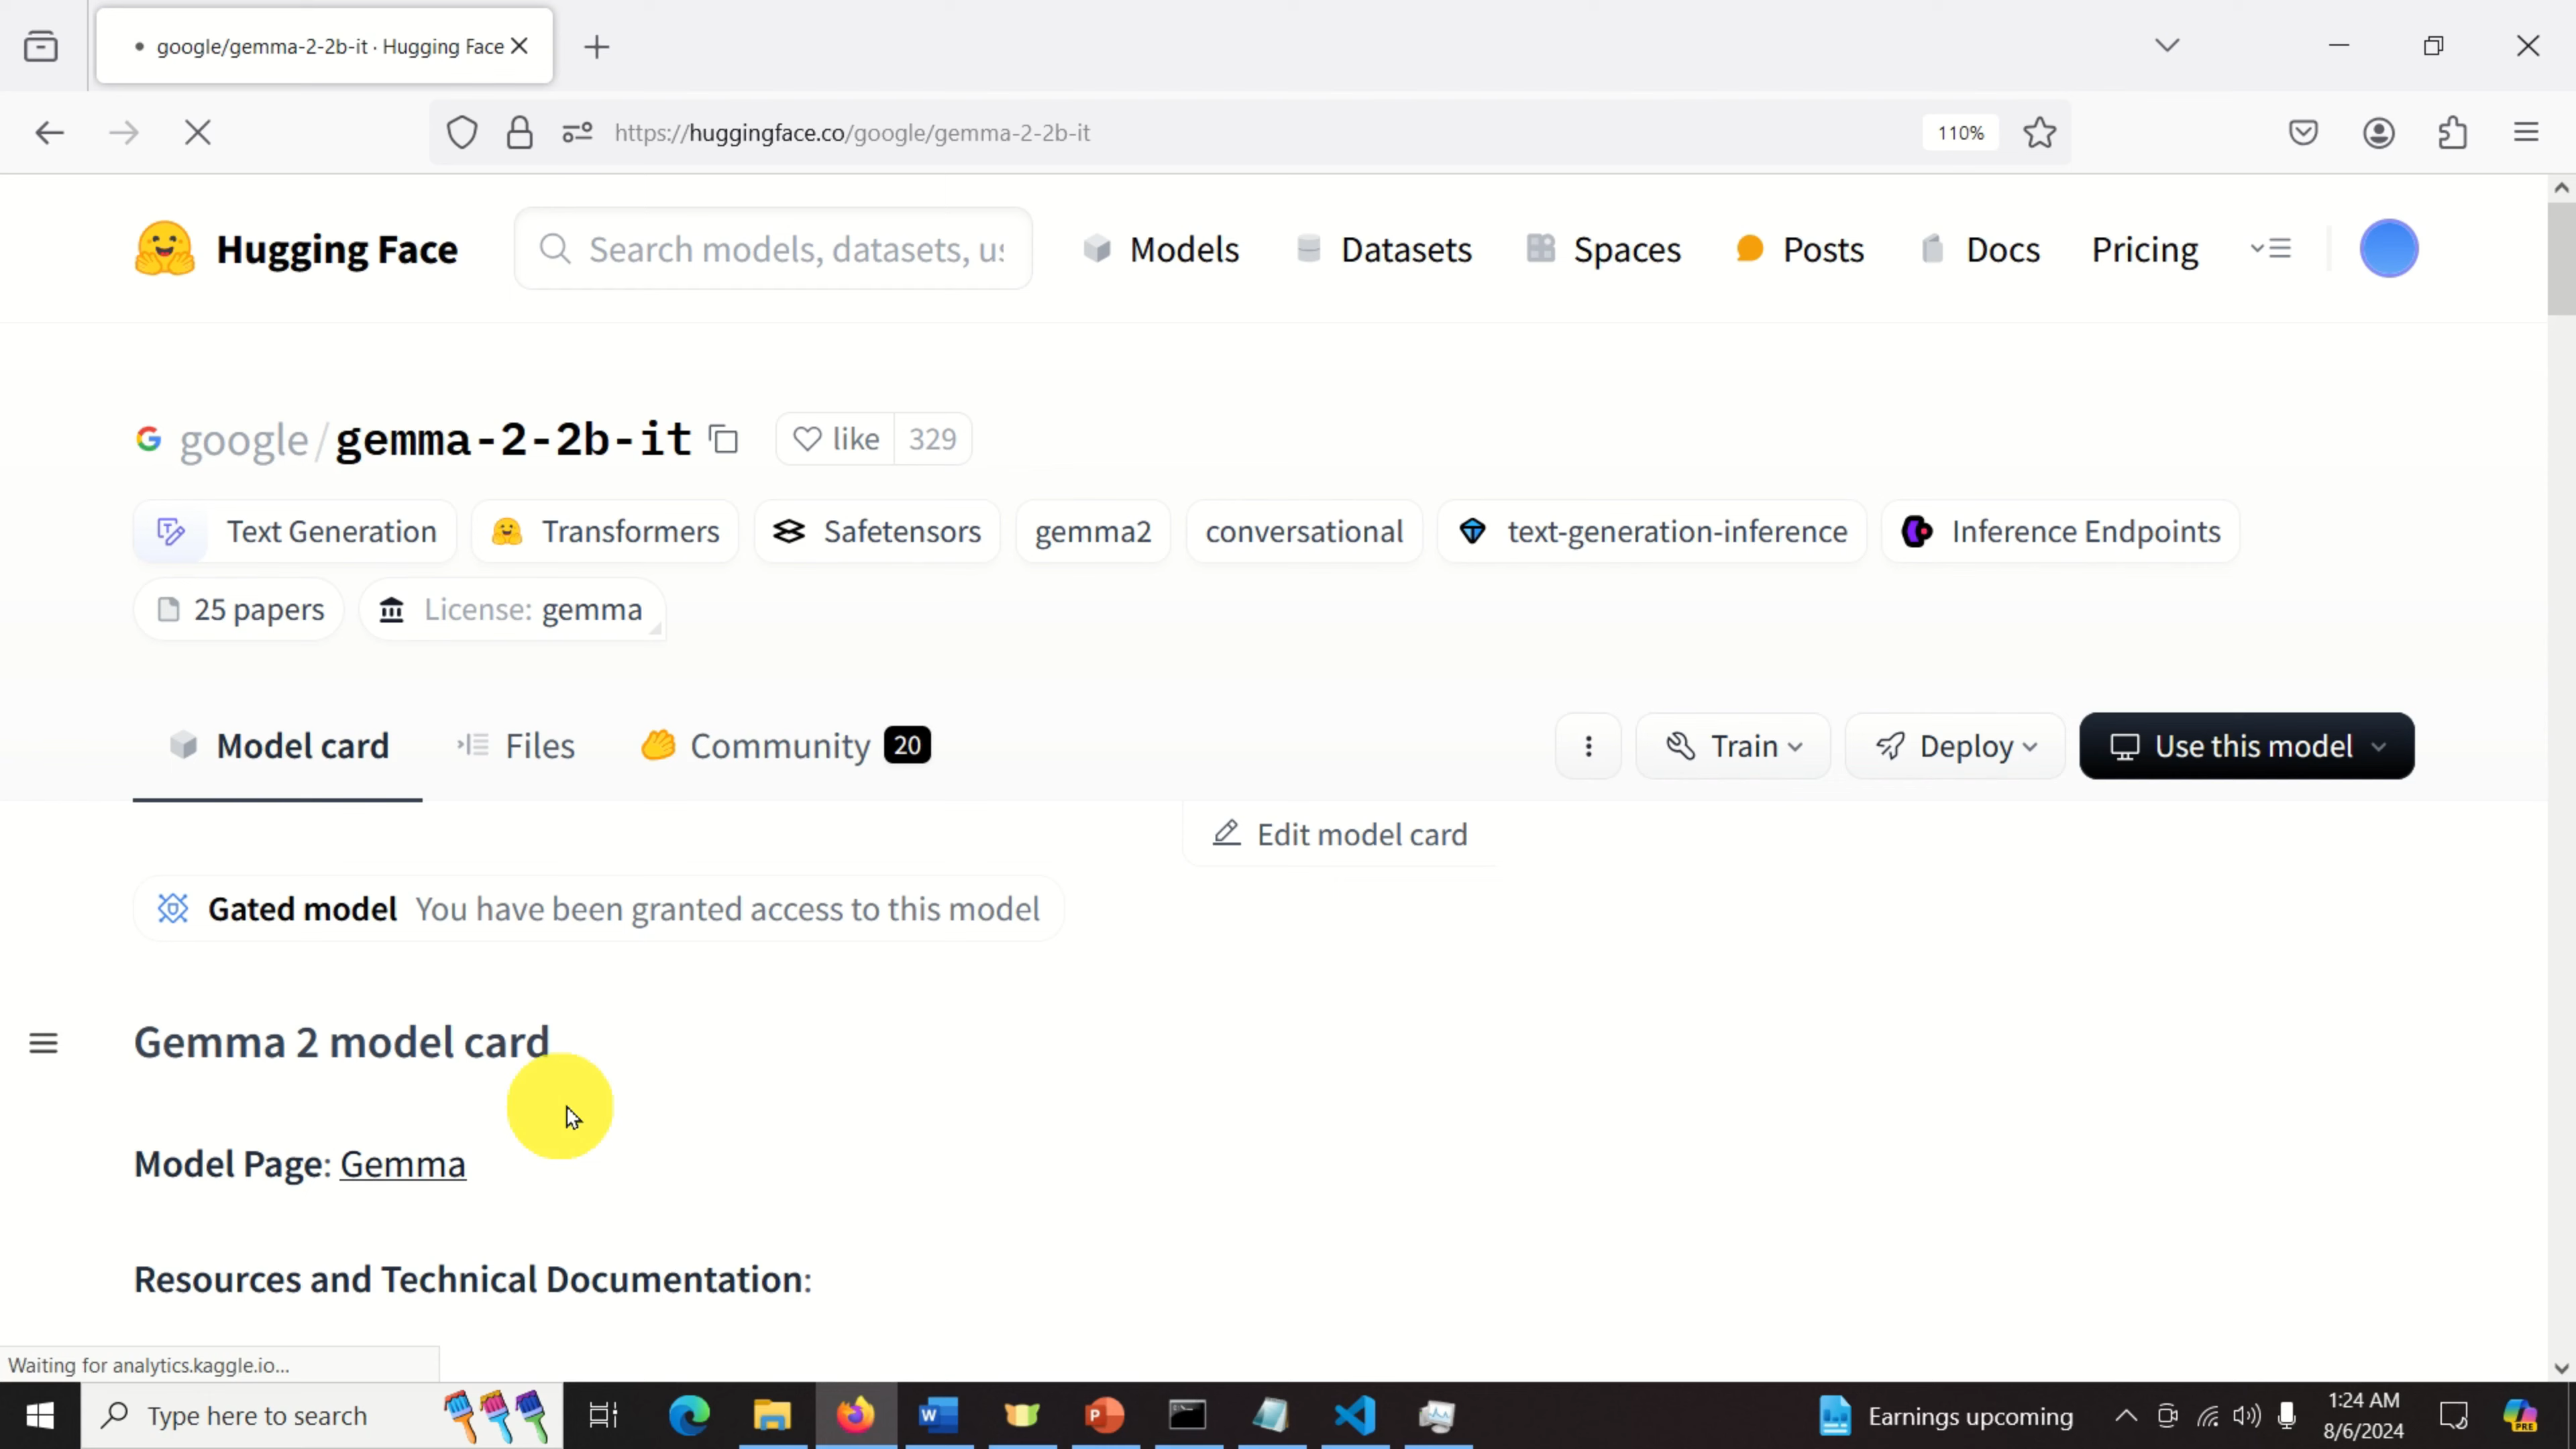 google/gemma-2-2b-it · Hugging Face
https://huggingface.co/google/gemma-2-2b-it
110%
Hugging Face
Search models, datasets, us
Models
Datasets
Spaces
Posts
Docs
Pricing
google/gemma-2-2b-it
like 329
Text Generation
Transformers
Safetensors
gemma2
conversational
text-generation-inference
Inference Endpoints
25 papers
License: gemma
Model card
Files
Community 20
Train
Deploy
Use this model
Edit model card
Gated model You have been granted access to this model
Gemma 2 model card
Model Page: Gemma
Resources and Technical Documentation:
Waiting for analytics.kaggle.io...
Type here to search
Earnings upcoming
1:24 AM
8/6/2024
PRE